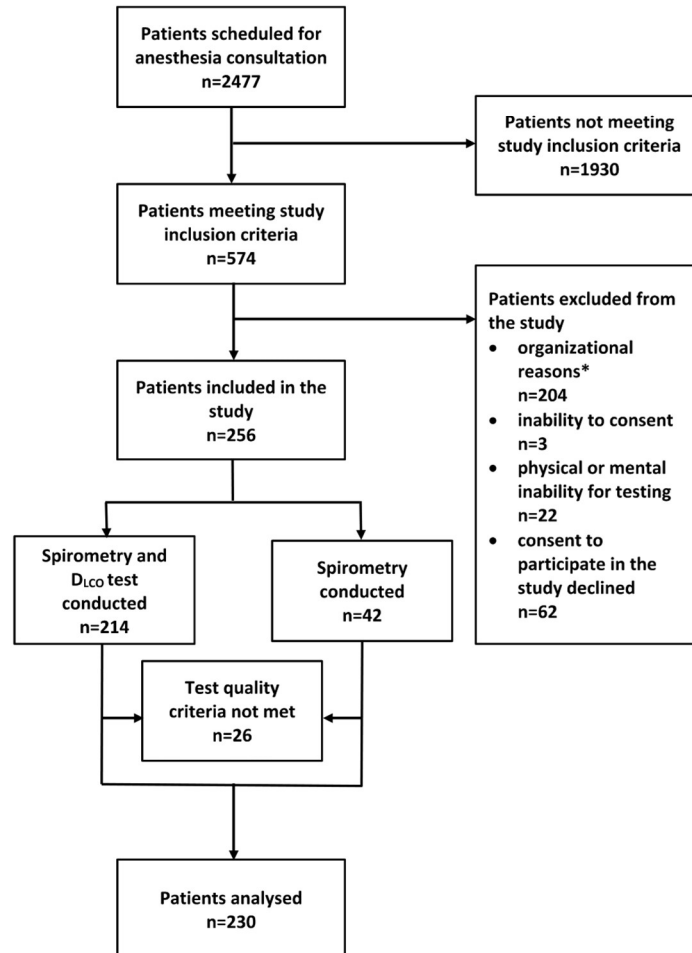 Patients scheduled for
anesthesia consultation
n=2477
Patients not meeting
study inclusion criteria
n=1930
Patients meeting study
inclusion criteria
n=574
Patients excluded from
the study
• organizational
reasons*
n=204
• inability to consent
n=3
• physical or mental
inability for testing
n=22
• consent to
participate in the
study declined
n=62
Patients included in the
study
n=256
Spirometry and
DLCO test
conducted
n=214
Spirometry
conducted
n=42
Test quality
criteria not met
n=26
Patients analysed
n=230